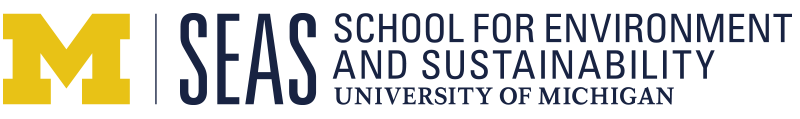 M
SEAS
SCHOOL FOR ENVIRONMENT
AND SUSTAINABILITY
UNIVERSITY OF MICHIGAN